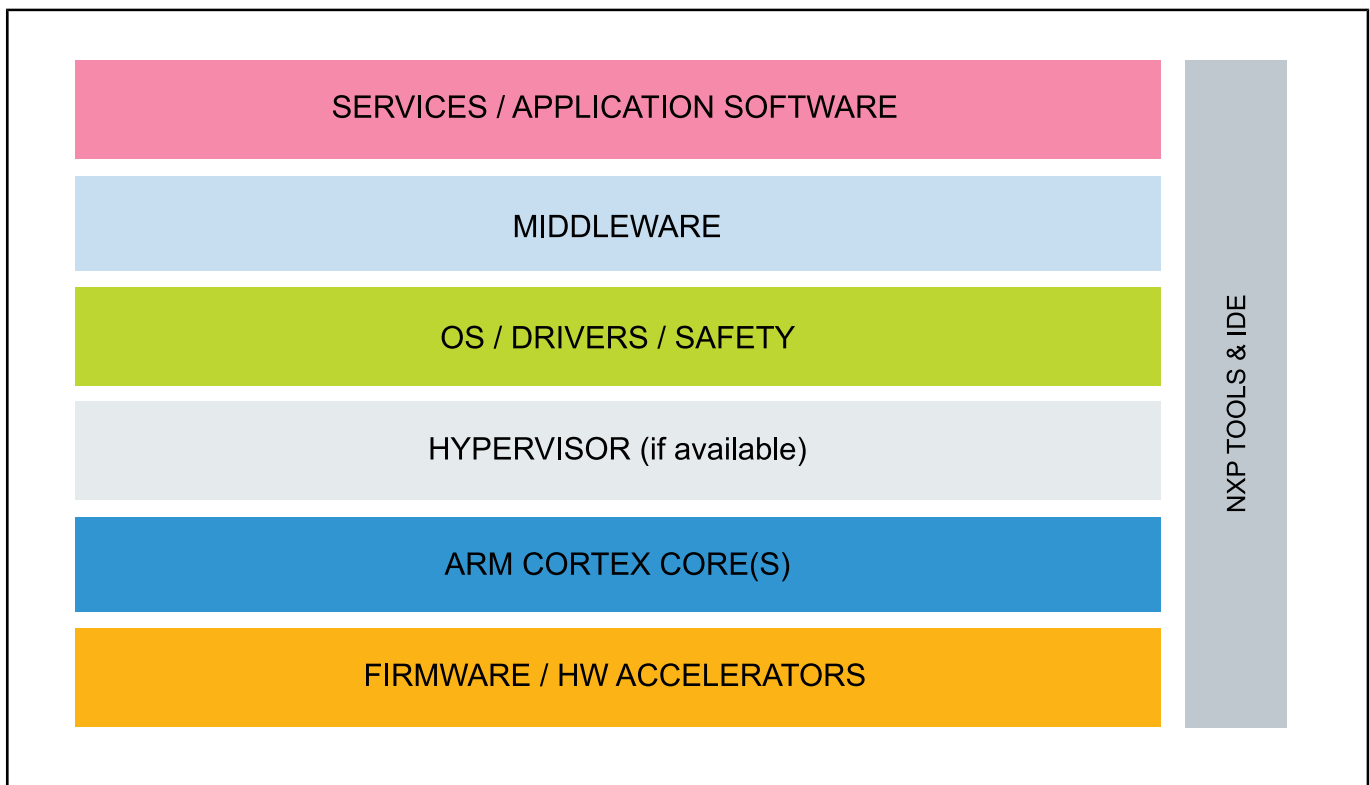 SERVICES / APPLICATION SOFTWARE
MIDDLEWARE
OS / DRIVERS / SAFETY
HYPERVISOR (if available)
ARM CORTEX CORE(S)
FIRMWARE / HW ACCELERATORS
NXP TOOLS & IDE